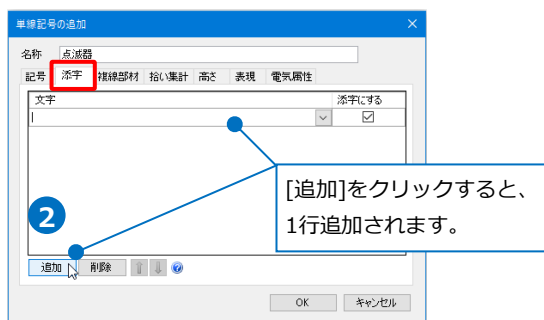 単線記号の追加
名称 点滅器
記号 添字 複線部材 拾い集計 高さ 表現 電気属性
文字 添字にする
[追加]をクリックすると、
1行追加されます。
2
追加 削除
OK キャンセル